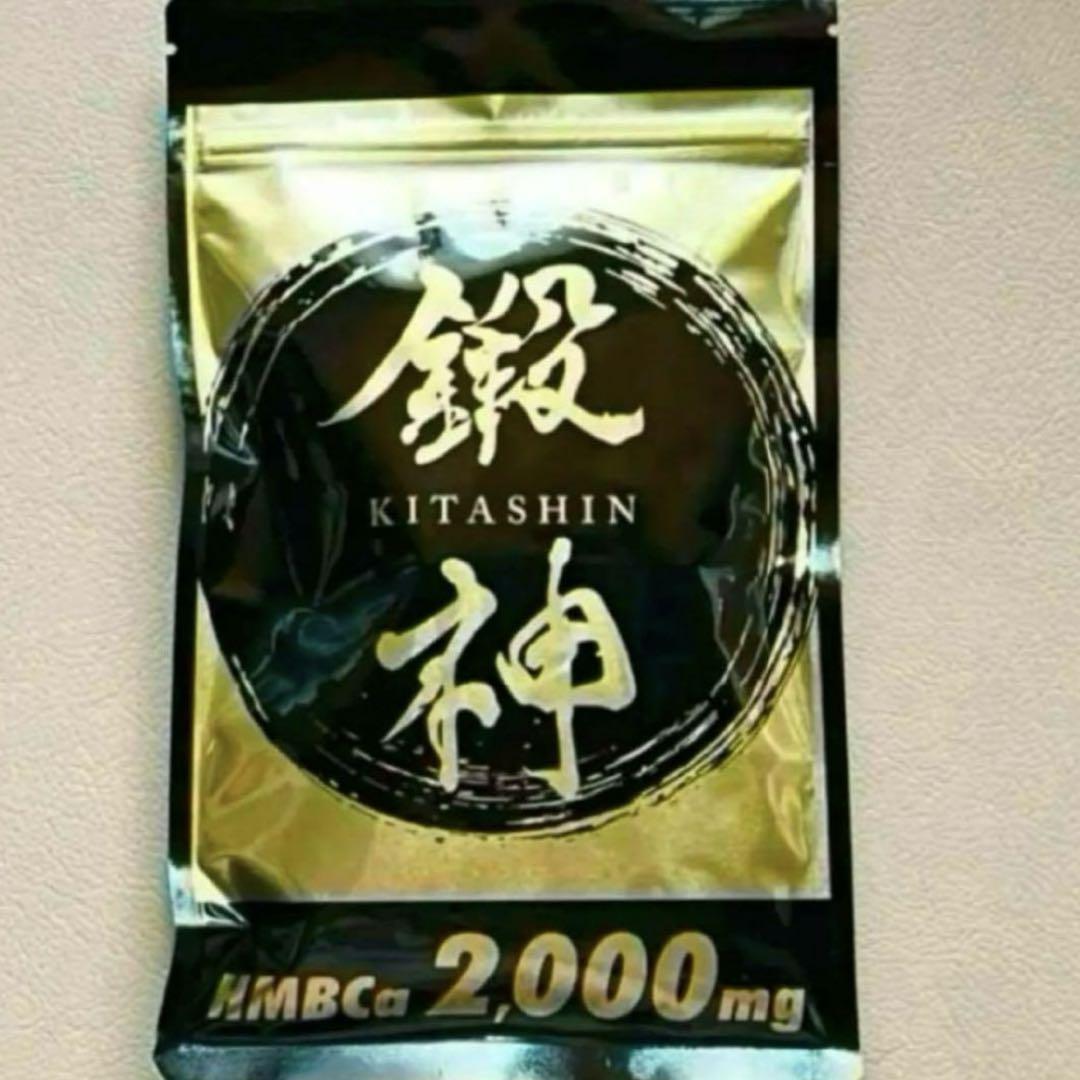 鍛
KITASHIN
神
HMBCa 2,000mg